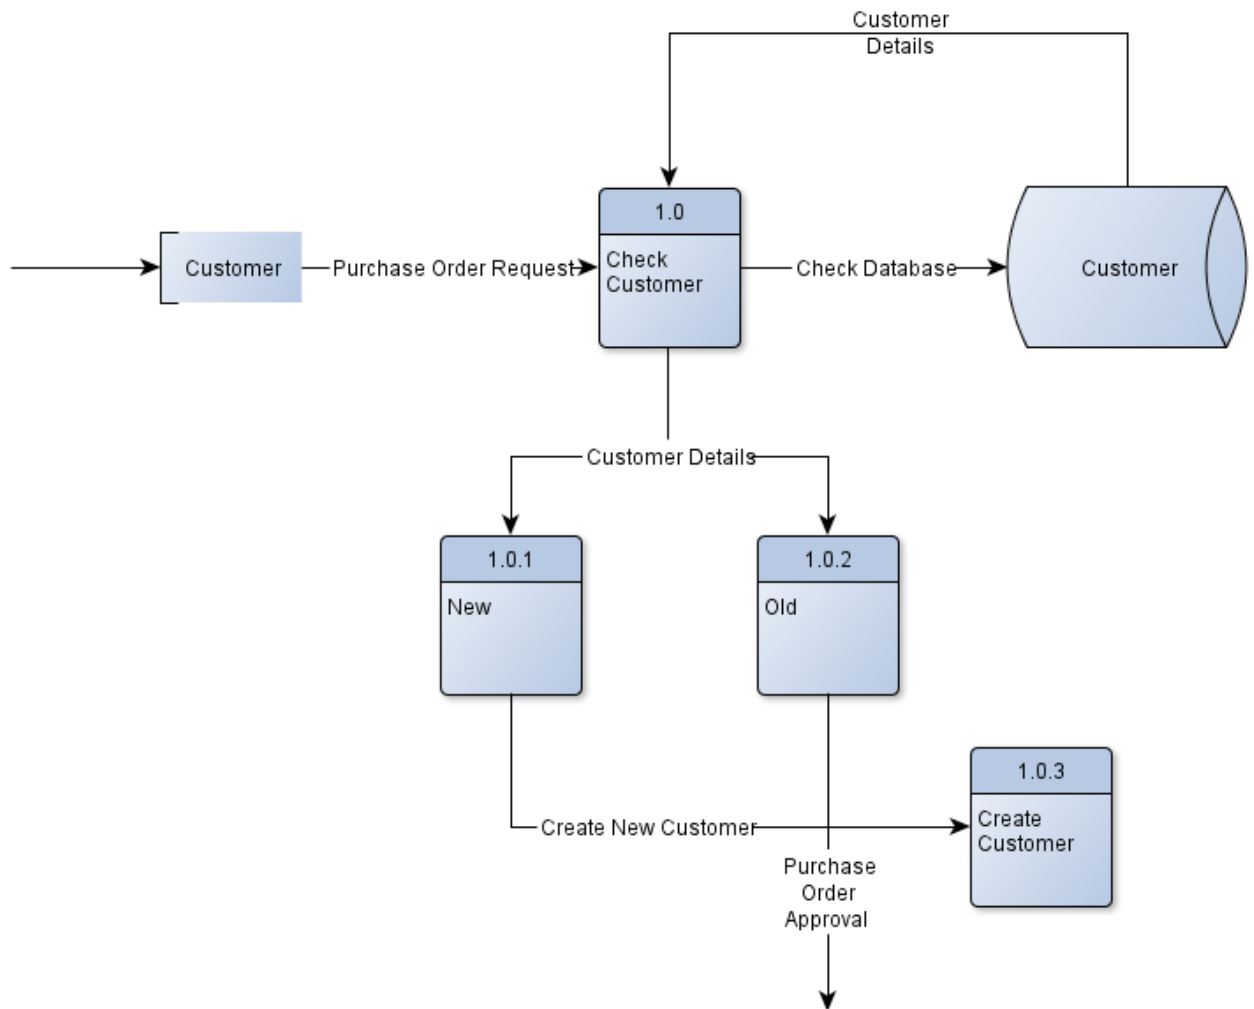 Customer
Details
1.0
Customer
Purchase Order Request
Check
Customer
Check Database
Customer
Customer Details
1.0.1
New
1.0.2
Old
1.0.3
Create
Customer
Create New Customer
Purchase
Order
Approval